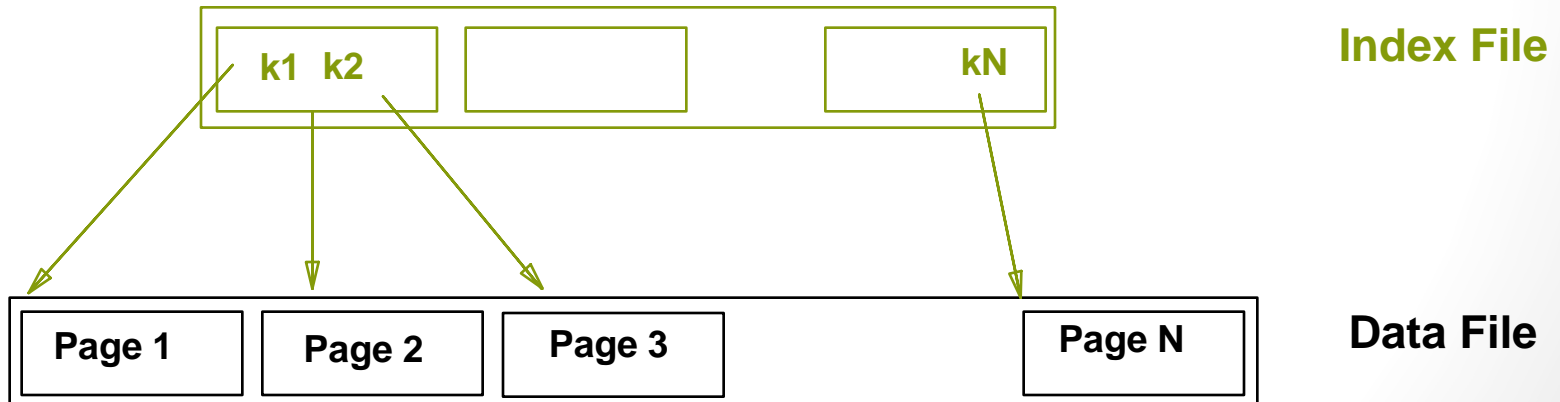 k1 k2
kN
Index File
Page 1
Page 2
Page 3
Page N
Data File